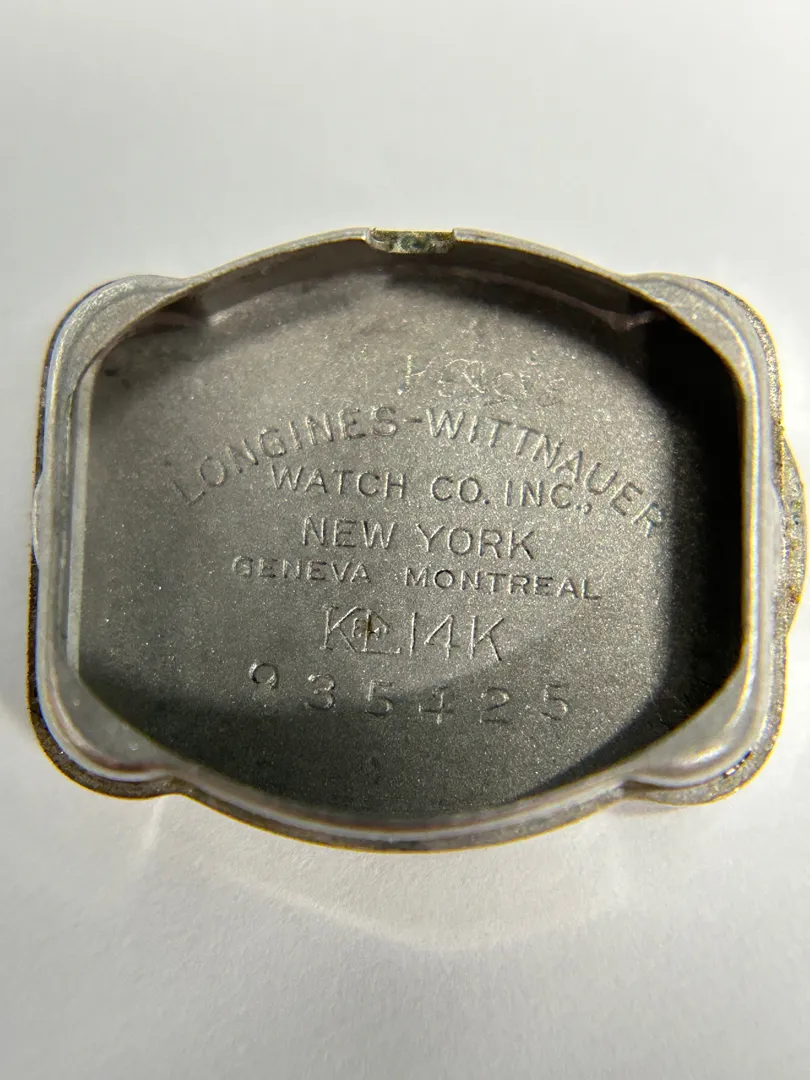 LONGINES-WITTNAUER
WATCH CO. INC.,
NEW YORK
GENEVA MONTREAL
14K
935425